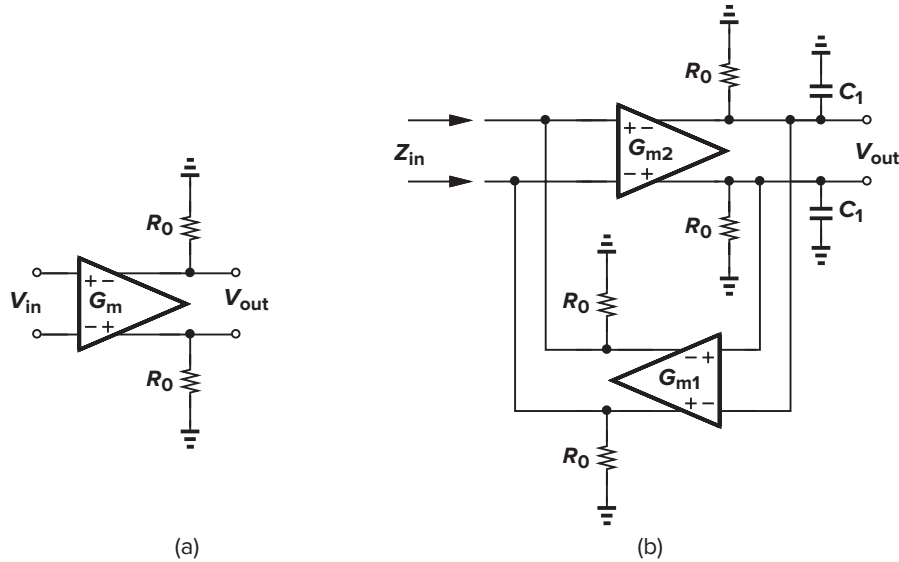 R0
Vin
+ −
Gm
− +
Vout
R0
(a)
R0
C1
Zin
+ −
Gm2
− +
Vout
R0
C1
R0
− +
Gm1
+ −
R0
(b)